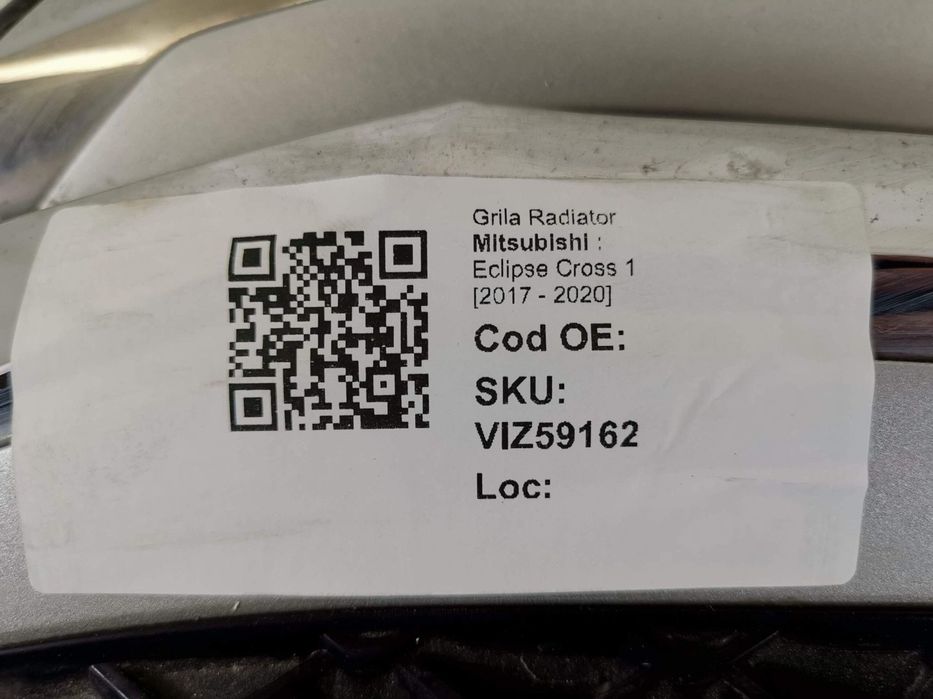 Grila Radiator
Mitsubishi :
Eclipse Cross 1
[2017 - 2020]
Cod OE:
SKU:
VIZ59162
Loc: